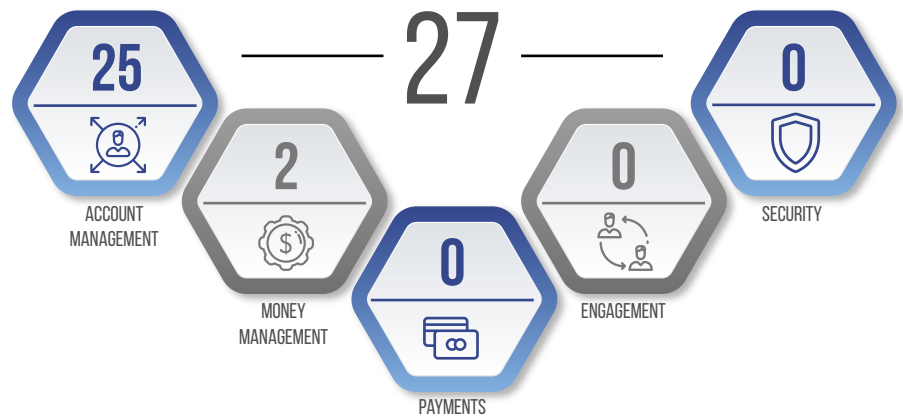 27
25
ACCOUNT
MANAGEMENT
2
$
MONEY
MANAGEMENT
0
PAYMENTS
0
ENGAGEMENT
0
SECURITY